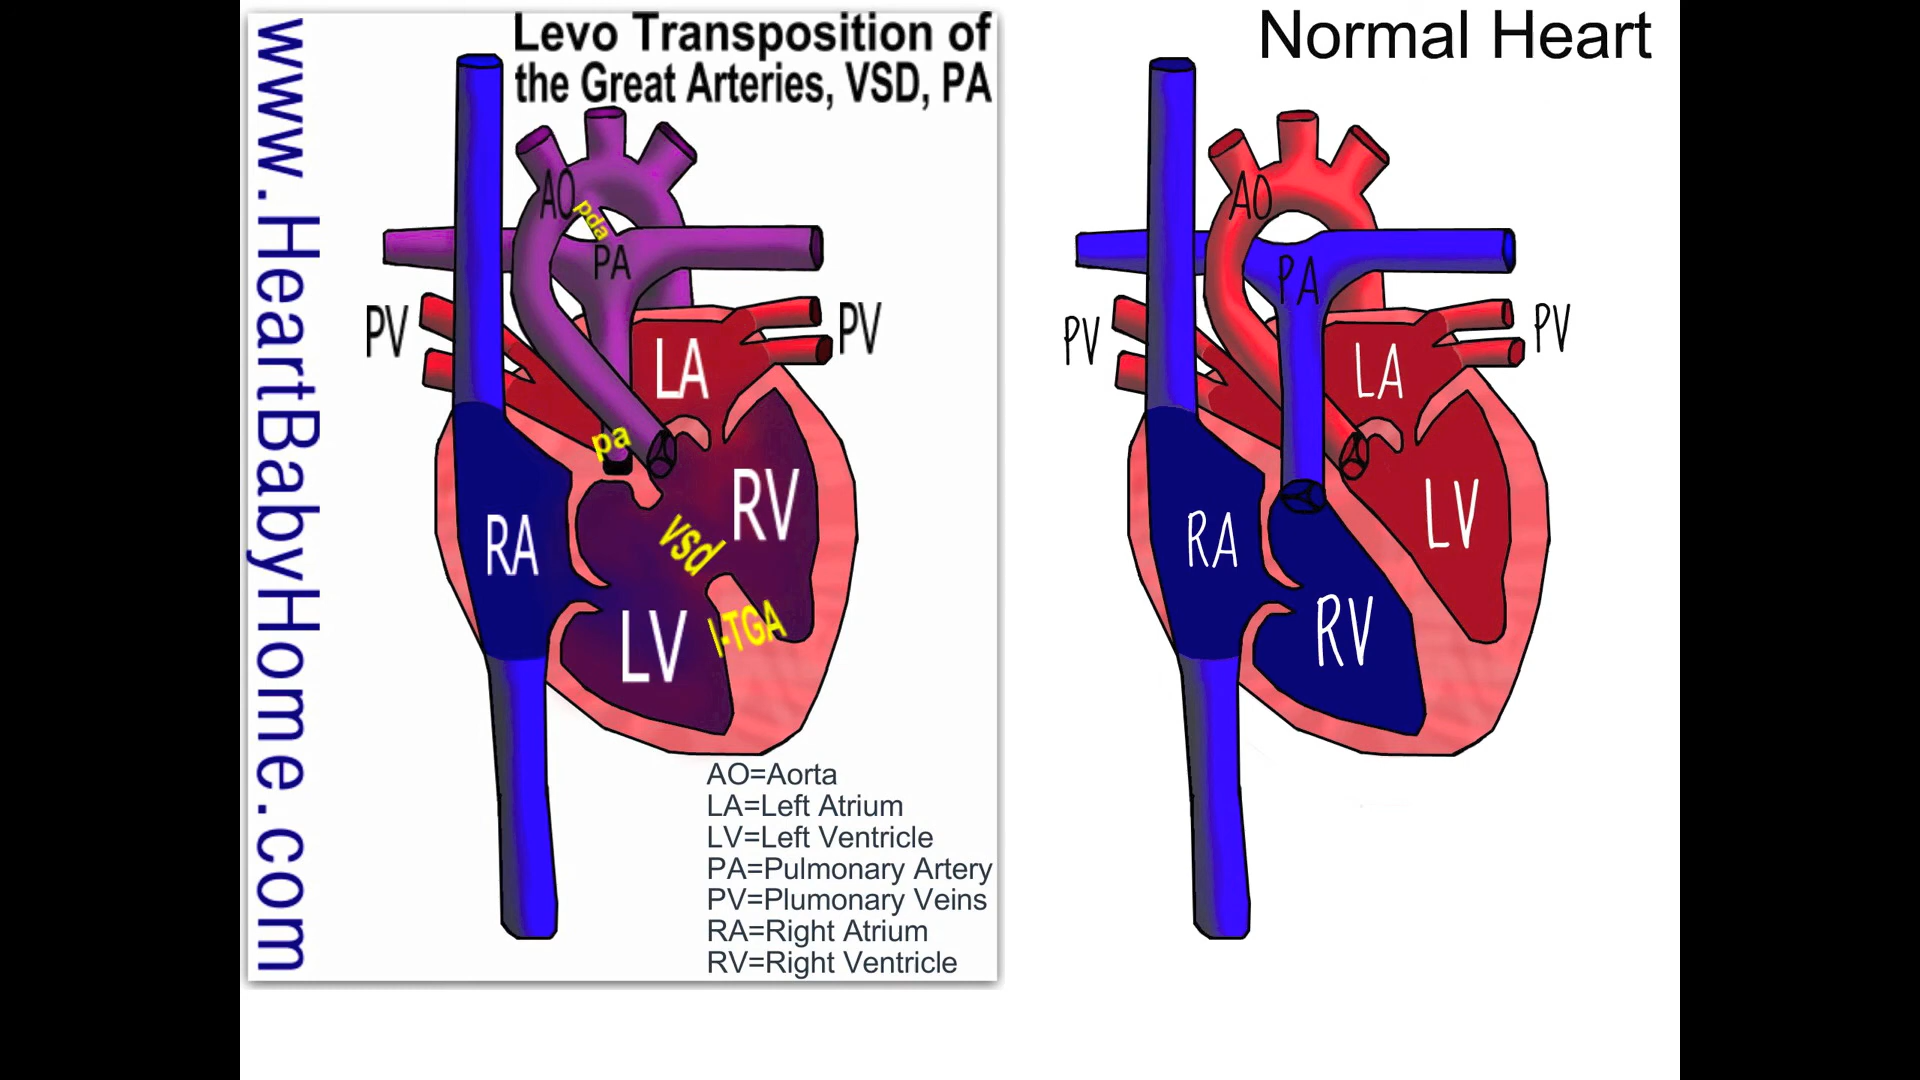 www.HeartBabyHome.com
Levo Transposition of
the Great Arteries, VSD, PA
AO
pda
PA
PV
PV
LA
pa
RV
RA
vsd
LV
l-TGA
AO=Aorta
LA=Left Atrium
LV=Left Ventricle
PA=Pulmonary Artery
PV=Plumonary Veins
RA=Right Atrium
RV=Right Ventricle
Normal Heart
AO
PA
PV
PV
LA
LV
RA
RV